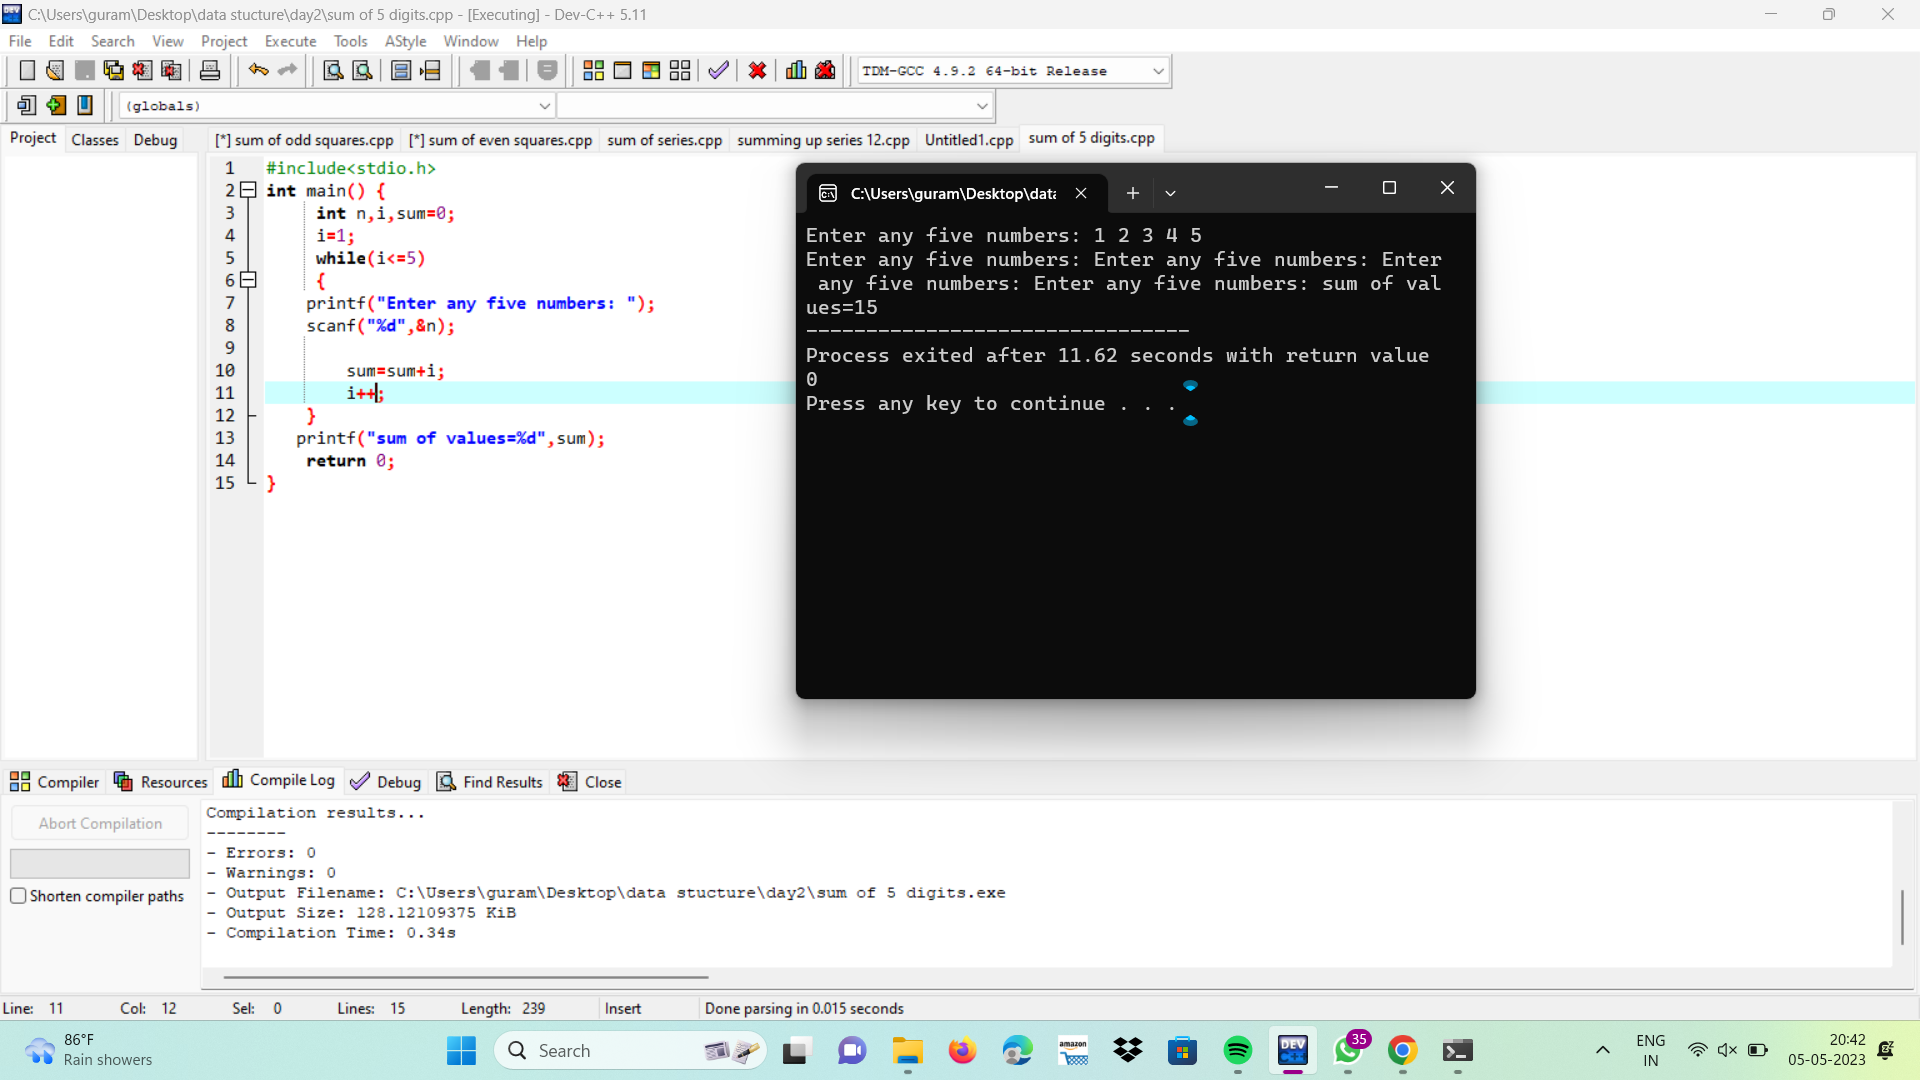 C:\Users\guram\Desktop\data stucture\day2\sum of 5 digits.cpp - [Executing] - Dev-C++ 5.11
File Edit Search View Project Execute Tools AStyle Window Help
TDM-GCC 4.9.2 64-bit Release
(globals)
Project Classes Debug
[*] sum of odd squares.cpp [*] sum of even squares.cpp sum of series.cpp summing up series 12.cpp Untitled1.cpp sum of 5 digits.cpp
1 #include<stdio.h>
2 int main() {
3 int n,i,sum=0;
4 i=1;
5 while(i<=5)
6 {
7 printf("Enter any five numbers: ");
8 scanf("%d",&n);
9
10 sum=sum+i;
11 i++;
12 }
13 printf("sum of values=%d",sum);
14 return 0;
15 }
C:\Users\guram\Desktop\data
Enter any five numbers: 1 2 3 4 5
Enter any five numbers: Enter any five numbers: Enter
any five numbers: Enter any five numbers: sum of val
ues=15
--------------------------------
Process exited after 11.62 seconds with return value
0
Press any key to continue . . .
Compiler Resources Compile Log Debug Find Results Close
Abort Compilation
Shorten compiler paths
Compilation results...
--------
- Errors: 0
- Warnings: 0
- Output Filename: C:\Users\guram\Desktop\data stucture\day2\sum of 5 digits.exe
- Output Size: 128.12109375 KiB
- Compilation Time: 0.34s
Line: 11 Col: 12 Sel: 0 Lines: 15 Length: 239 Insert Done parsing in 0.015 seconds
86°F
Rain showers
Search
amazon
DEV
C++
35
ENG
IN
20:42
05-05-2023